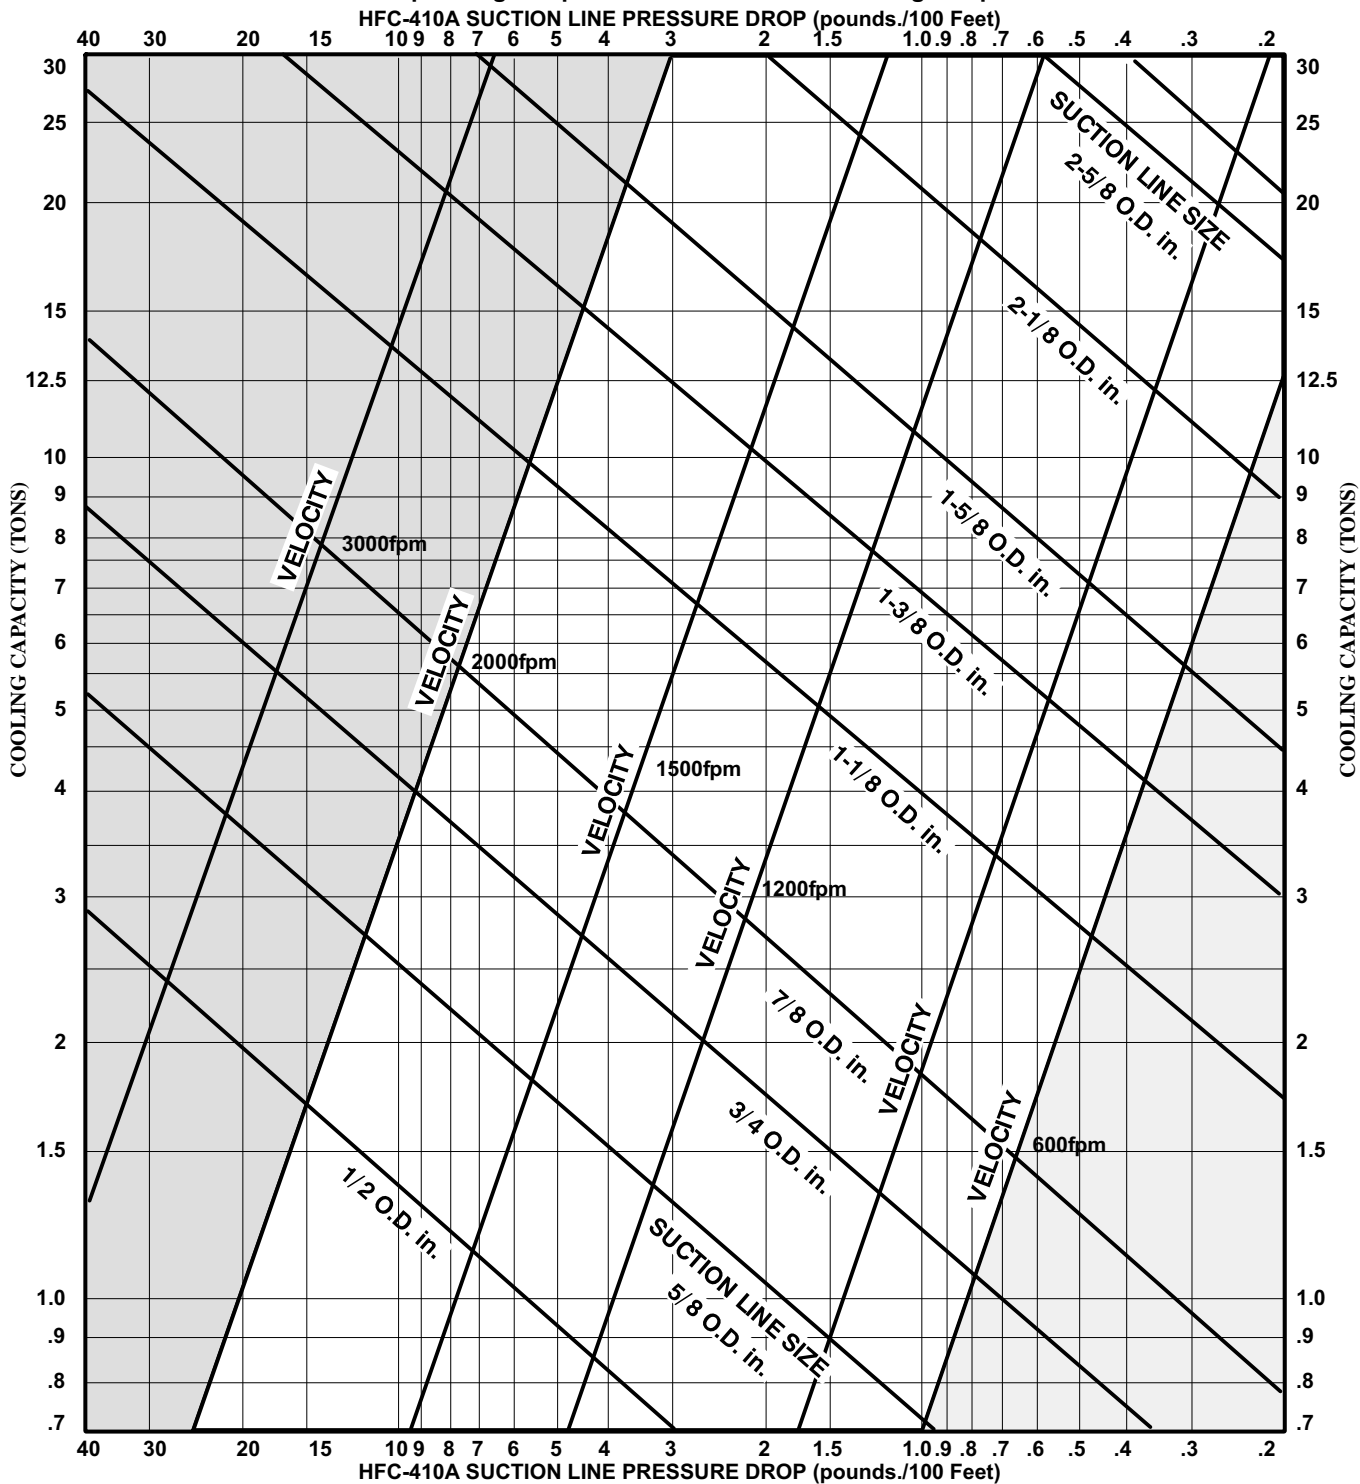 HFC-410A SUCTION LINE PRESSURE DROP (pounds./100 Feet)
40 30 20 15 10 9 8 7 6 5 4 3 2 1.5 1.0 .9 .8 .7 .6 .5 .4 .3 .2
30 30
25 25
SUCTION LINE SIZE
2-5/8 O.D. in.
20 20
15 15
2-1/8 O.D. in.
12.5 12.5
10 10
9 9
1-5/8 O.D. in.
VELOCITY
3000fpm
8 8
7 7
1-3/8 O.D. in.
6 6
VELOCITY
2000fpm
5 5
COOLING CAPACITY (TONS)
COOLING CAPACITY (TONS)
VELOCITY
1500fpm
1-1/8 O.D. in.
4 4
3 3
VELOCITY
1200fpm
7/8 O.D. in.
2 2
VELOCITY
3/4 O.D. in.
VELOCITY
600fpm
1.5 1.5
1/2 O.D. in.
SUCTION LINE SIZE
5/8 O.D. in.
1.0 1.0
.9 .9
.8 .8
.7 .7
40 30 20 15 10 9 8 7 6 5 4 3 2 1.5 1.0 .9 .8 .7 .6 .5 .4 .3 .2
HFC-410A SUCTION LINE PRESSURE DROP (pounds./100 Feet)